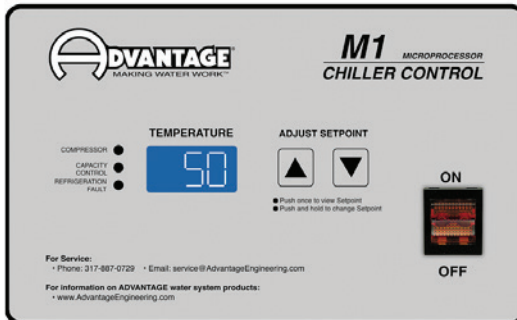 ADVANTAGE®
MAKING WATER WORK™
M1 MICROPROCESSOR
CHILLER CONTROL
TEMPERATURE
ADJUST SETPOINT
COMPRESSOR
CAPACITY
CONTROL
REFRIGERATION
FAULT
50
● Push once to view Setpoint
● Push and hold to change Setpoint
ON
OFF
For Service:
• Phone: 317-887-0729 • Email: service@AdvantageEngineering.com
For information on ADVANTAGE water system products:
• www.AdvantageEngineering.com